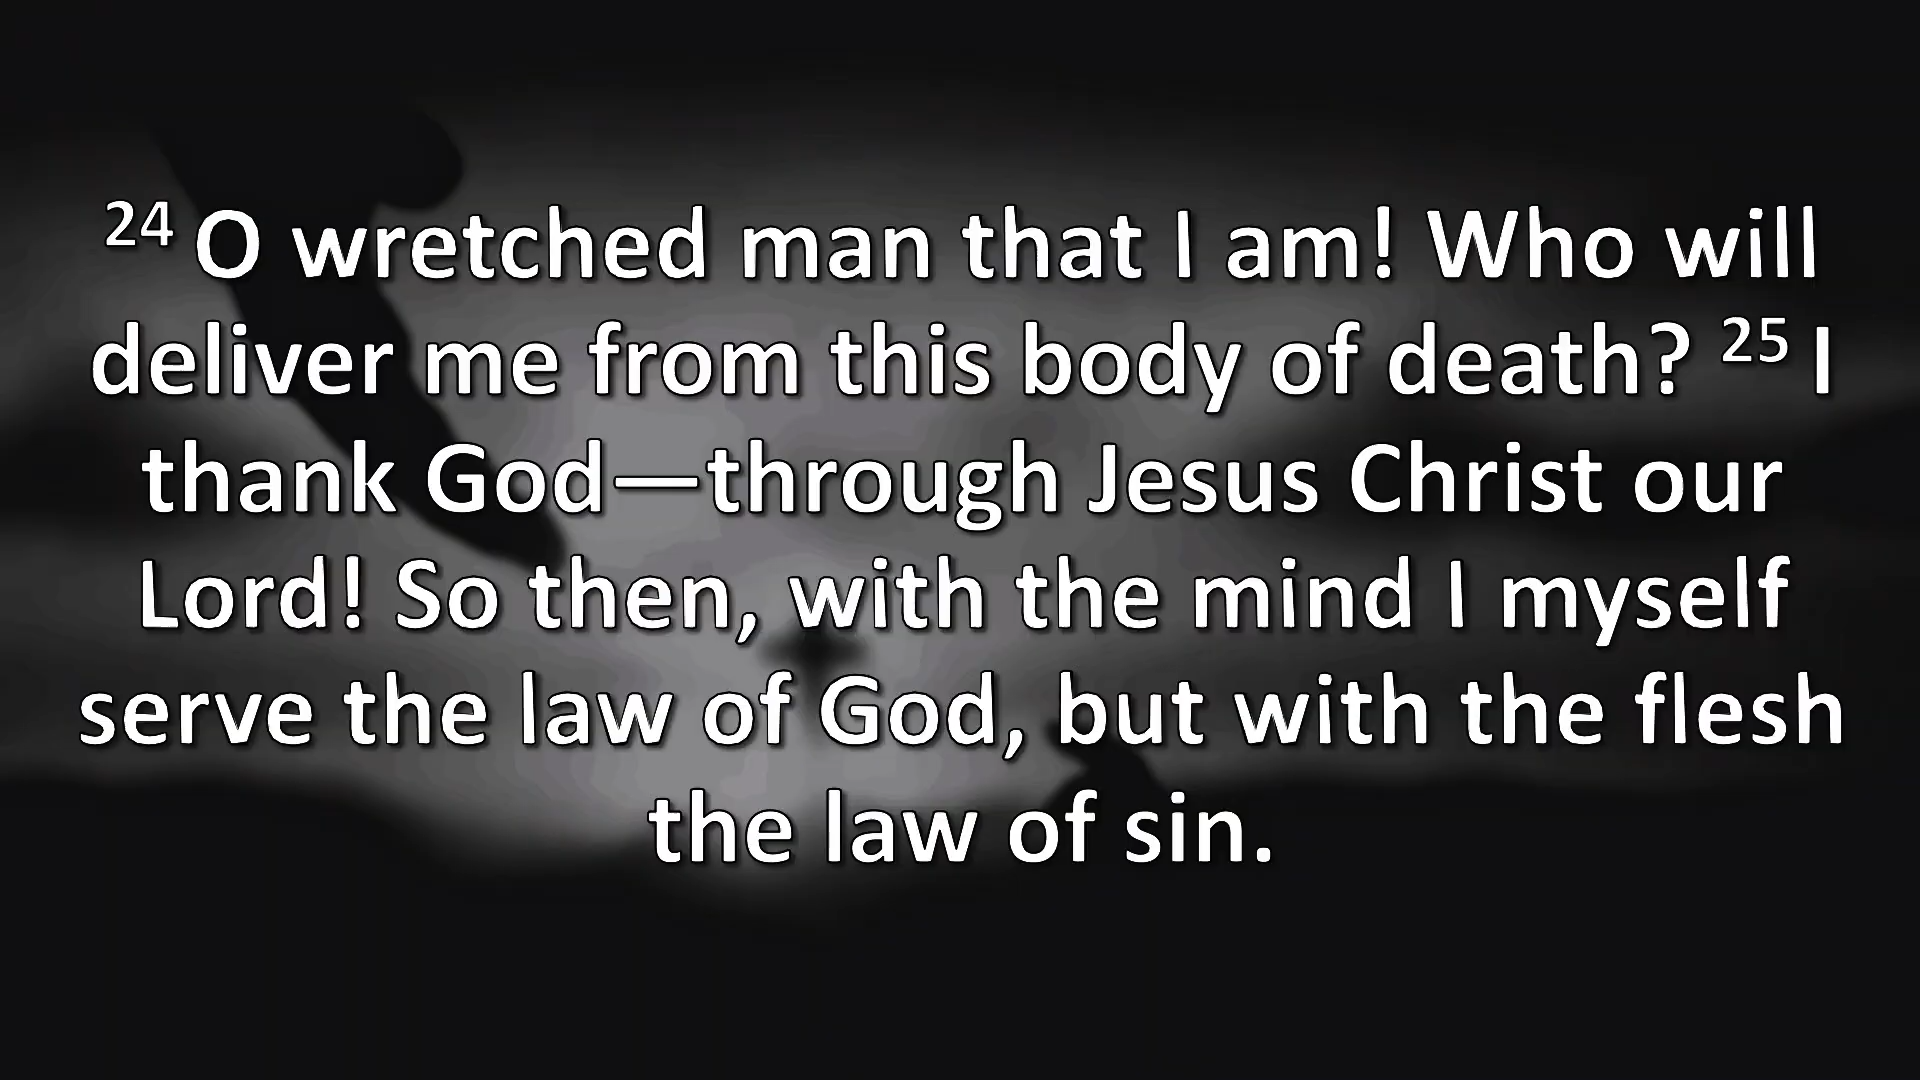 24 O wretched man that I am! Who will
deliver me from this body of death? 25 I
thank God—through Jesus Christ our
Lord! So then, with the mind I myself
serve the law of God, but with the flesh
the law of sin.